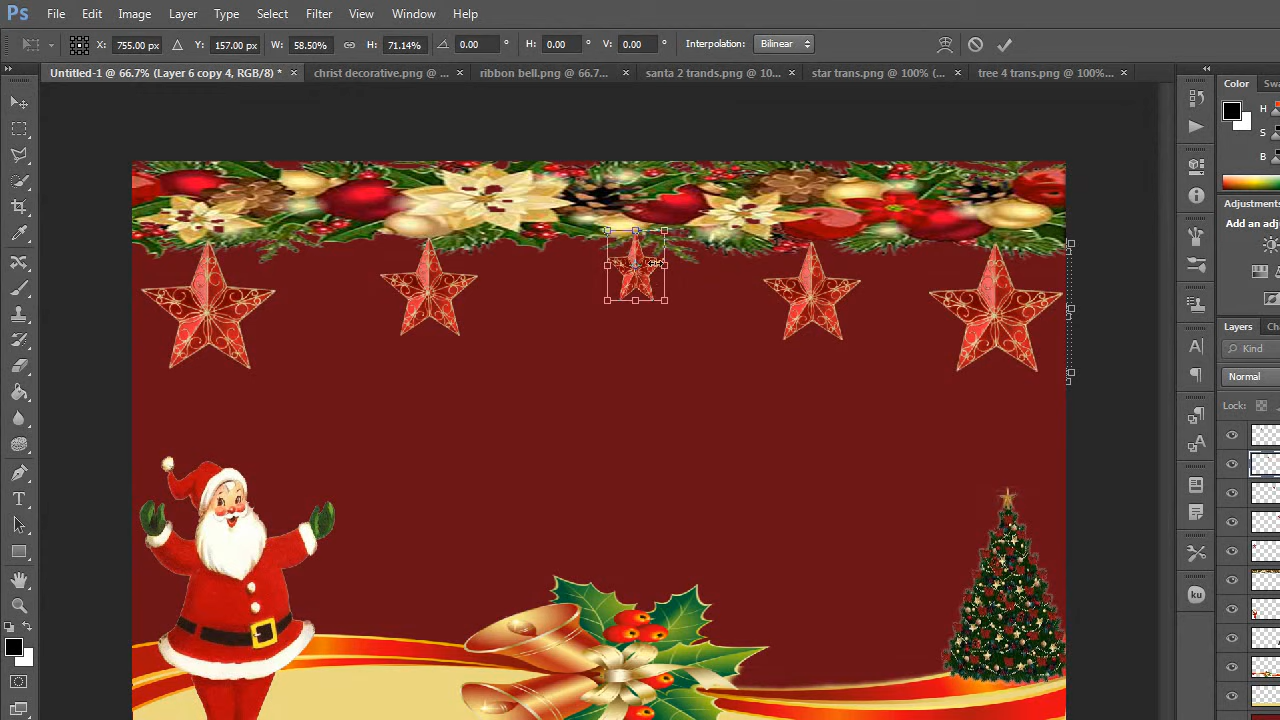 Ps File Edit Image Layer Type Select Filter View Window Help
X: 755.00 px Y: 157.00 px W: 58.50% H: 71.14% 0.00 ° H: 0.00 ° V: 0.00 ° Interpolation: Bilinear
Untitled-1 @ 66.7% (Layer 6 copy 4, RGB/8) * × christ decorative.png @ ... × ribbon bell.png @ 66.7... × santa 2 trands.png @ 10... × star trans.png @ 100% (... × tree 4 trans.png @ 100%... ×
Color Swa
H
S
B
Adjustments
Add an adj
Layers Cha
Kind
Normal
Lock:
ku